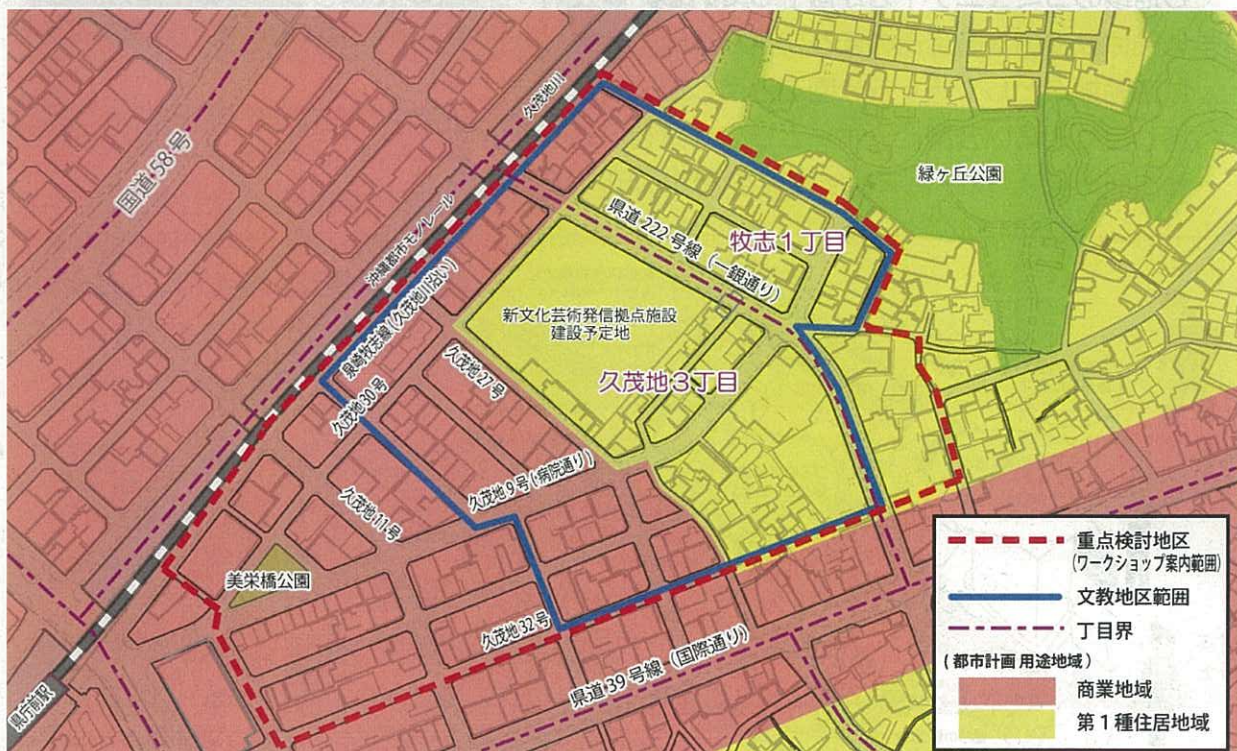 久茂地川
国道58号
沖縄都市モノレール
緑ヶ丘公園
県道222号線(一銀通り)
牧志1丁目
新文化芸術発信拠点施設
建設予定地
久茂地3丁目
泉崎牧志線(久茂地川沿い)
久茂地27号
久茂地30号
久茂地9号(・病院通り)
久茂地11号
美栄橋公園
久茂地32号
県道39号線(国際通り)
県庁前駅
重点検討地区
(ワークショップ案内範囲)
文教地区範囲
丁目界
(都市計画 用途地域)
商業地域
第1種住居地域